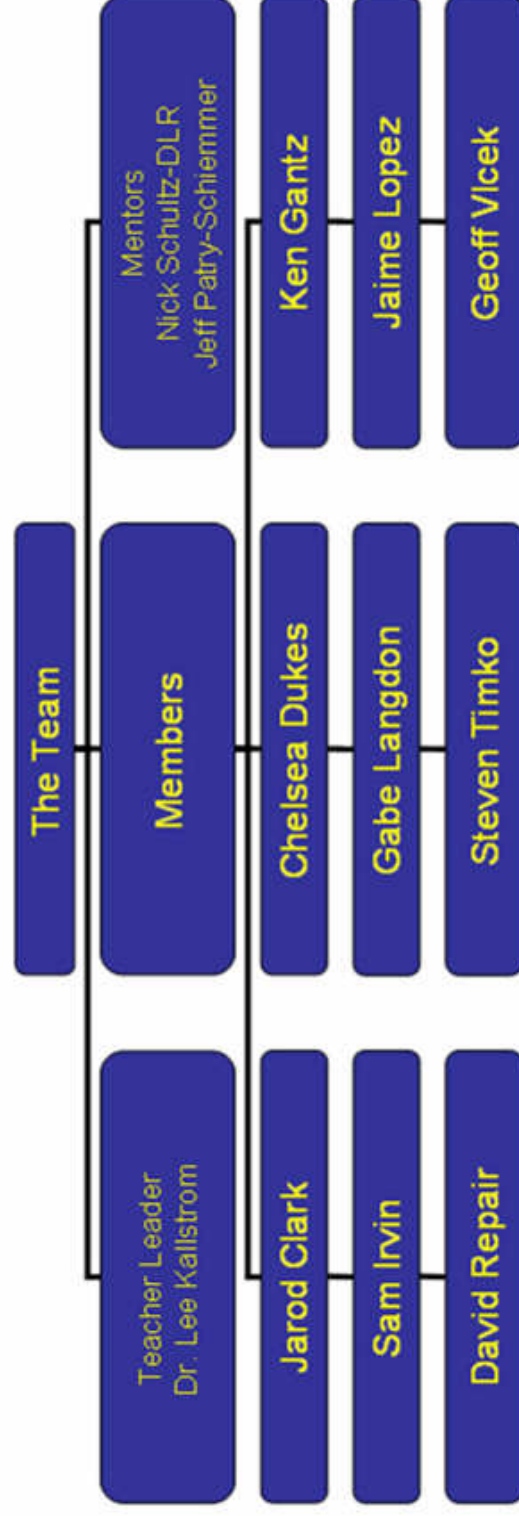 The Team
Teacher Leader
Dr. Lee Kallstrom
Members
Mentors
Nick Schultz-DLR
Jeff Patry-Schiemmer
Jarod Clark
Chelsea Dukes
Ken Gantz
Sam Irvin
Gabe Langdon
Jaime Lopez
David Repair
Steven Timko
Geoff Vlcek